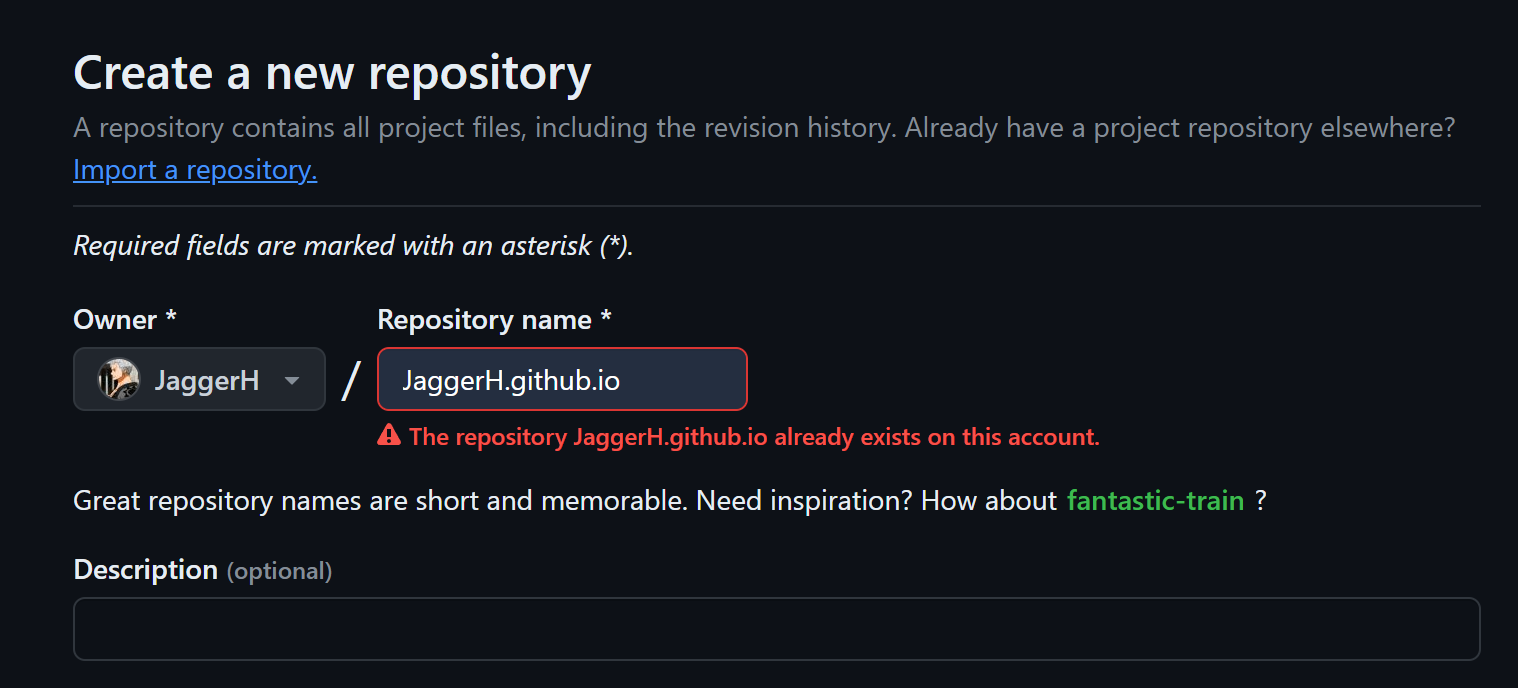 Create a new repository
A repository contains all project files, including the revision history. Already have a project repository elsewhere?
Import a repository.
Required fields are marked with an asterisk (*).
Owner *
Repository name *
JaggerH
/
JaggerH.github.io
The repository JaggerH.github.io already exists on this account.
Great repository names are short and memorable. Need inspiration? How about fantastic-train ?
Description (optional)